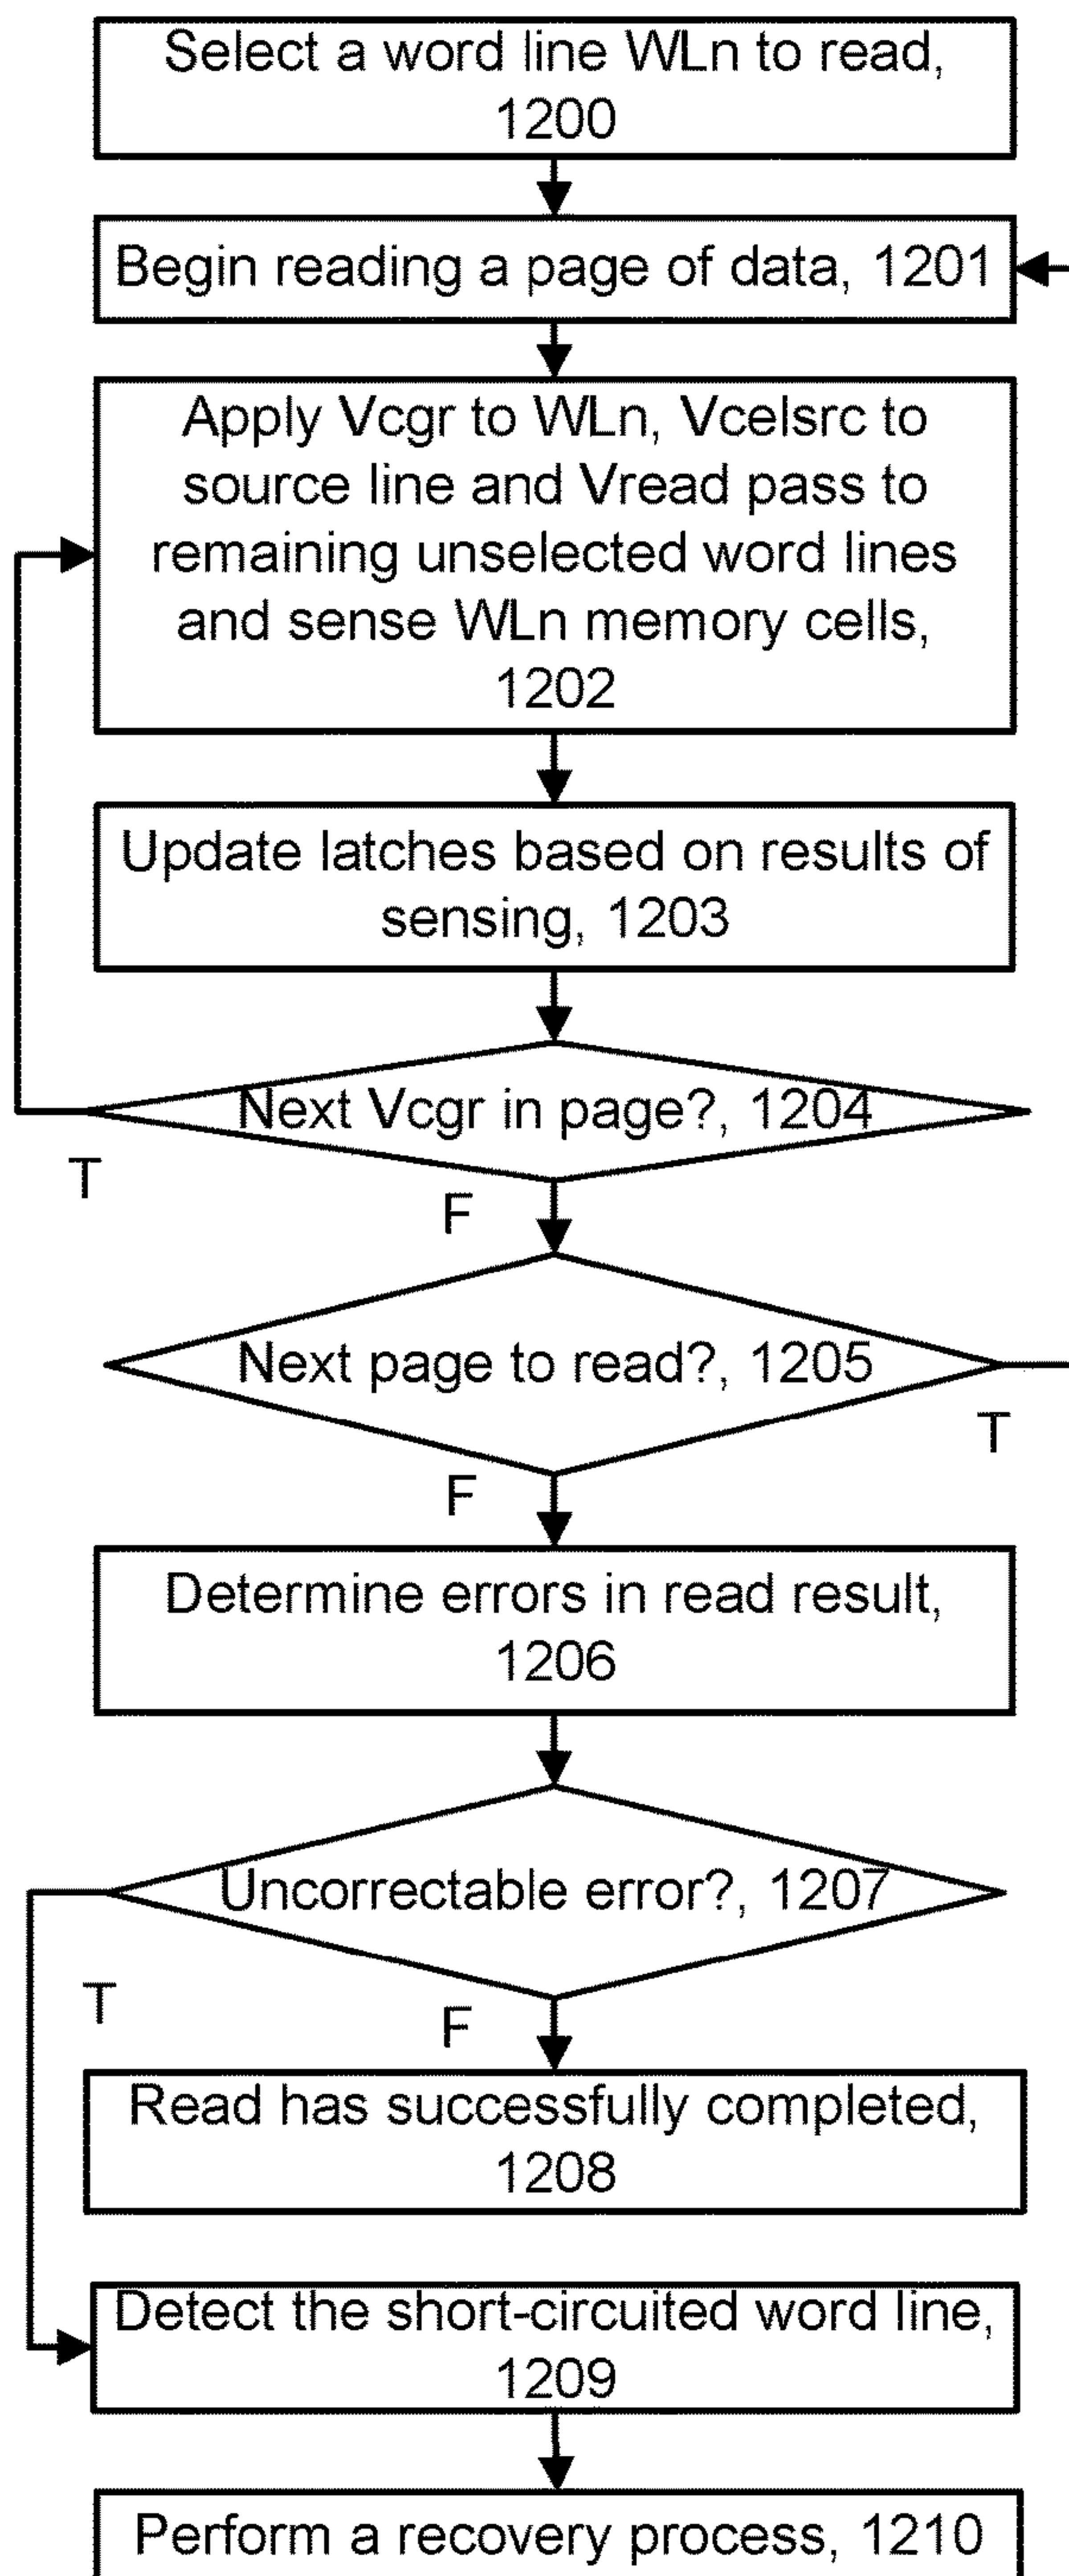 Select a word line WLn to read,
1200
Begin reading a page of data, 1201
Apply Vcgr to WLn, Vcelsrc to
source line and Vread pass to
remaining unselected word lines
and sense WLn memory cells,
1202
Update latches based on results of
sensing, 1203
Next Vcgr in page?, 1204
T
F
Next page to read?, 1205
T
F
Determine errors in read result,
1206
Uncorrectable error?, 1207
T
F
Read has successfully completed,
1208
Detect the short-circuited word line,
1209
Perform a recovery process, 1210